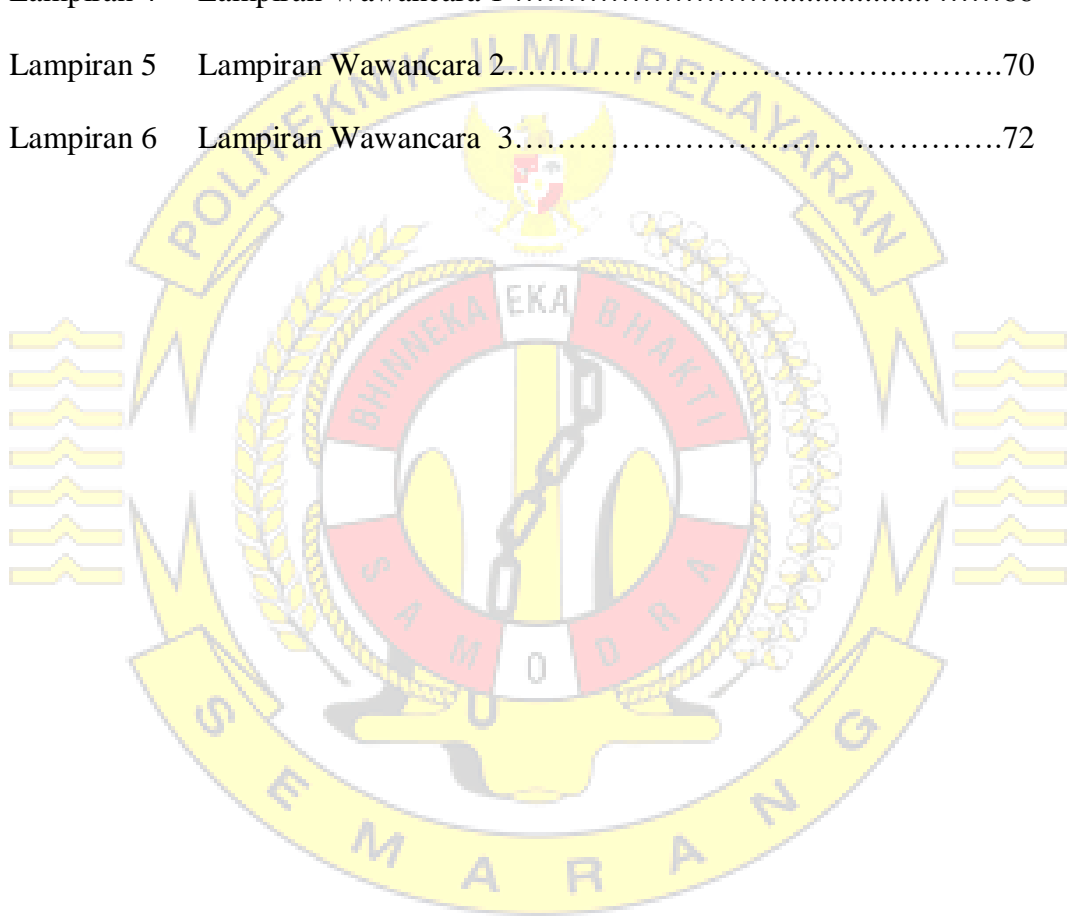 Lampiran 5 Lampiran Wawancara 2……………………………………….……….70
Lampiran 6 Lampiran Wawancara 3…………………………………………….72
POLITEKNIK ILMU PELAYARAN
BHINNEKA EKA BHAKTI
SAMODRA
SEMARANG